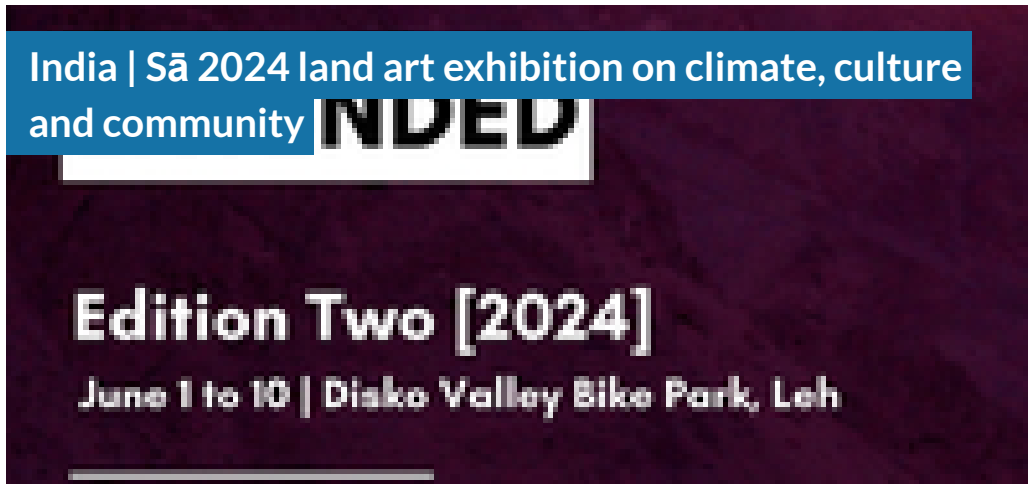 India | Sā 2024 land art exhibition on climate, culture
and community
NDED
Edition Two [2024]
June 1 to 10 | Disko Valley Bike Park, Leh